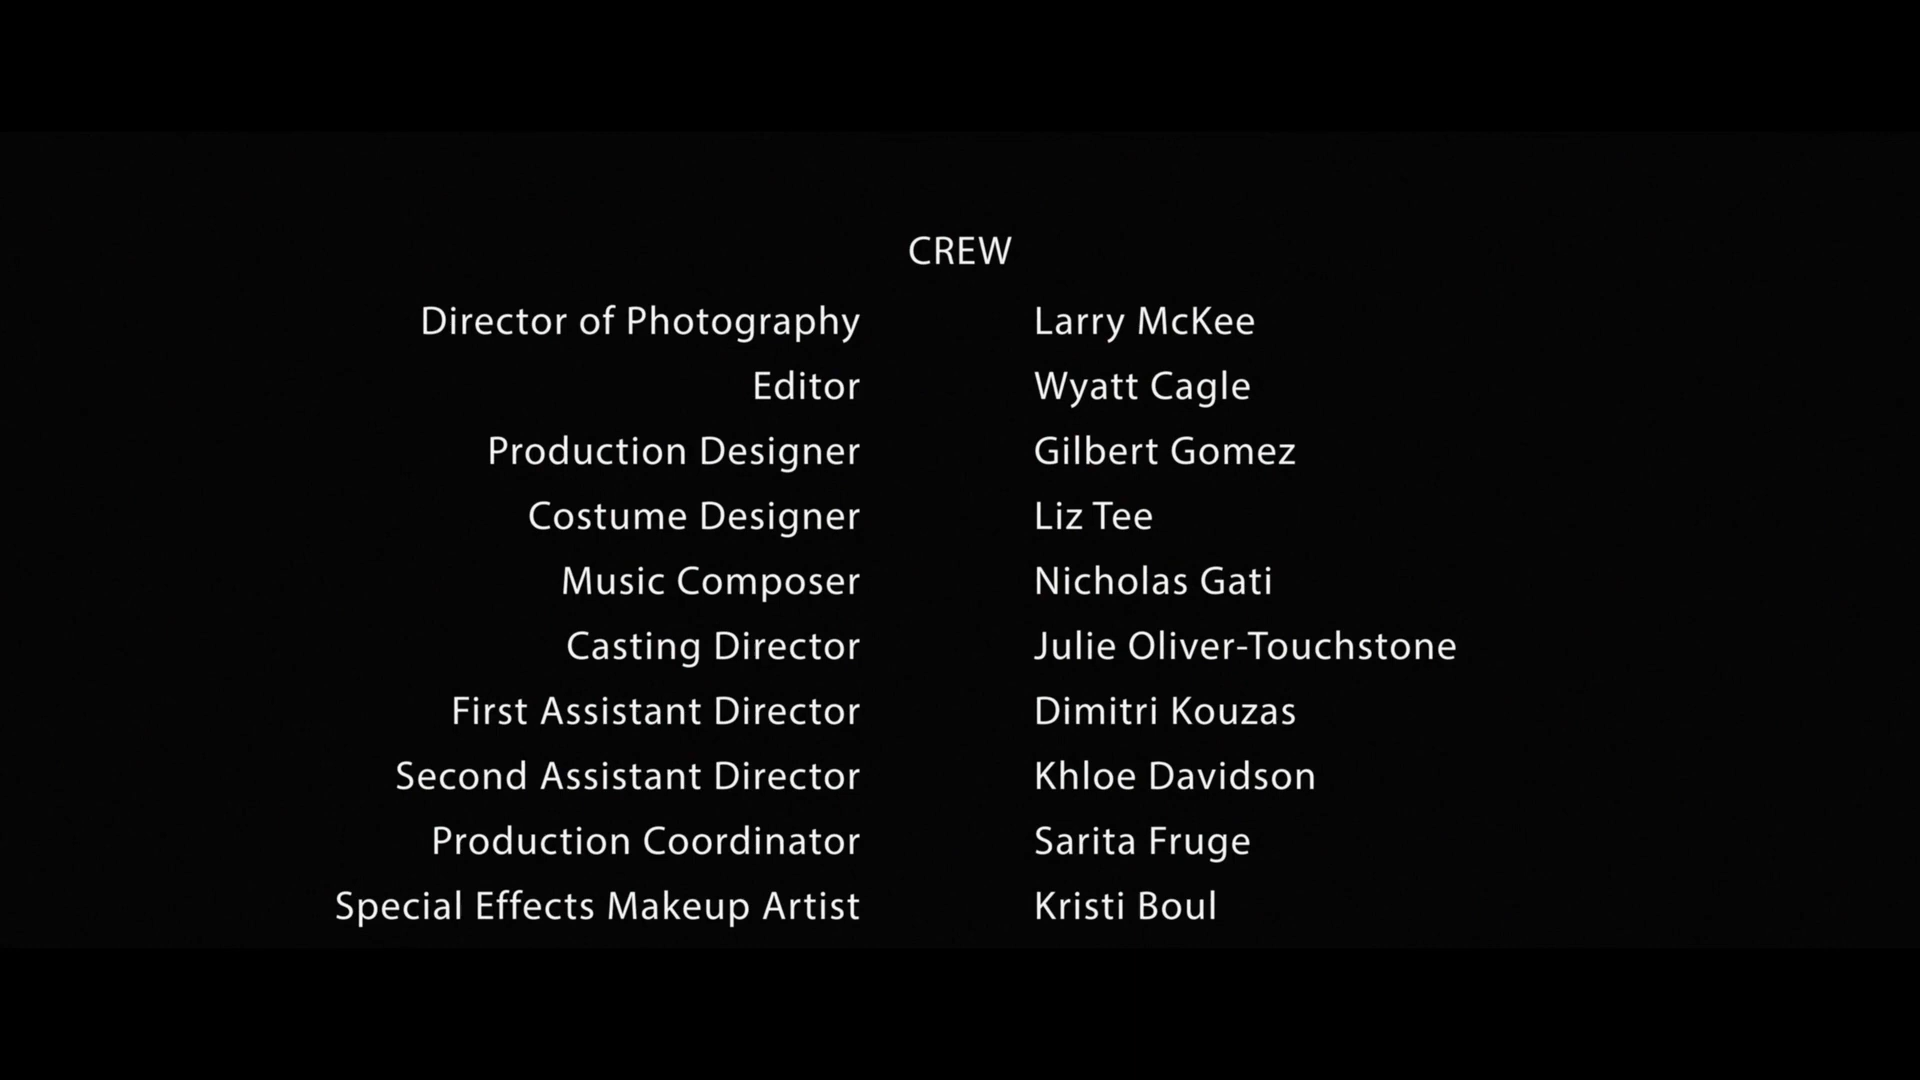 CREW
Director of Photography Larry McKee
Editor Wyatt Cagle
Production Designer Gilbert Gomez
Costume Designer Liz Tee
Music Composer Nicholas Gati
Casting Director Julie Oliver-Touchstone
First Assistant Director Dimitri Kouzas
Second Assistant Director Khloe Davidson
Production Coordinator Sarita Fruge
Special Effects Makeup Artist Kristi Boul